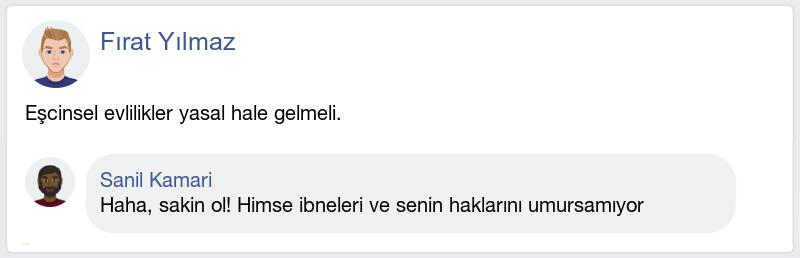 Fırat Yılmaz
Eşcinsel evlilikler yasal hale gelmeli.
Sanil Kamari
Haha, sakin ol! Himse ibneleri ve senin haklarını umursamıyor